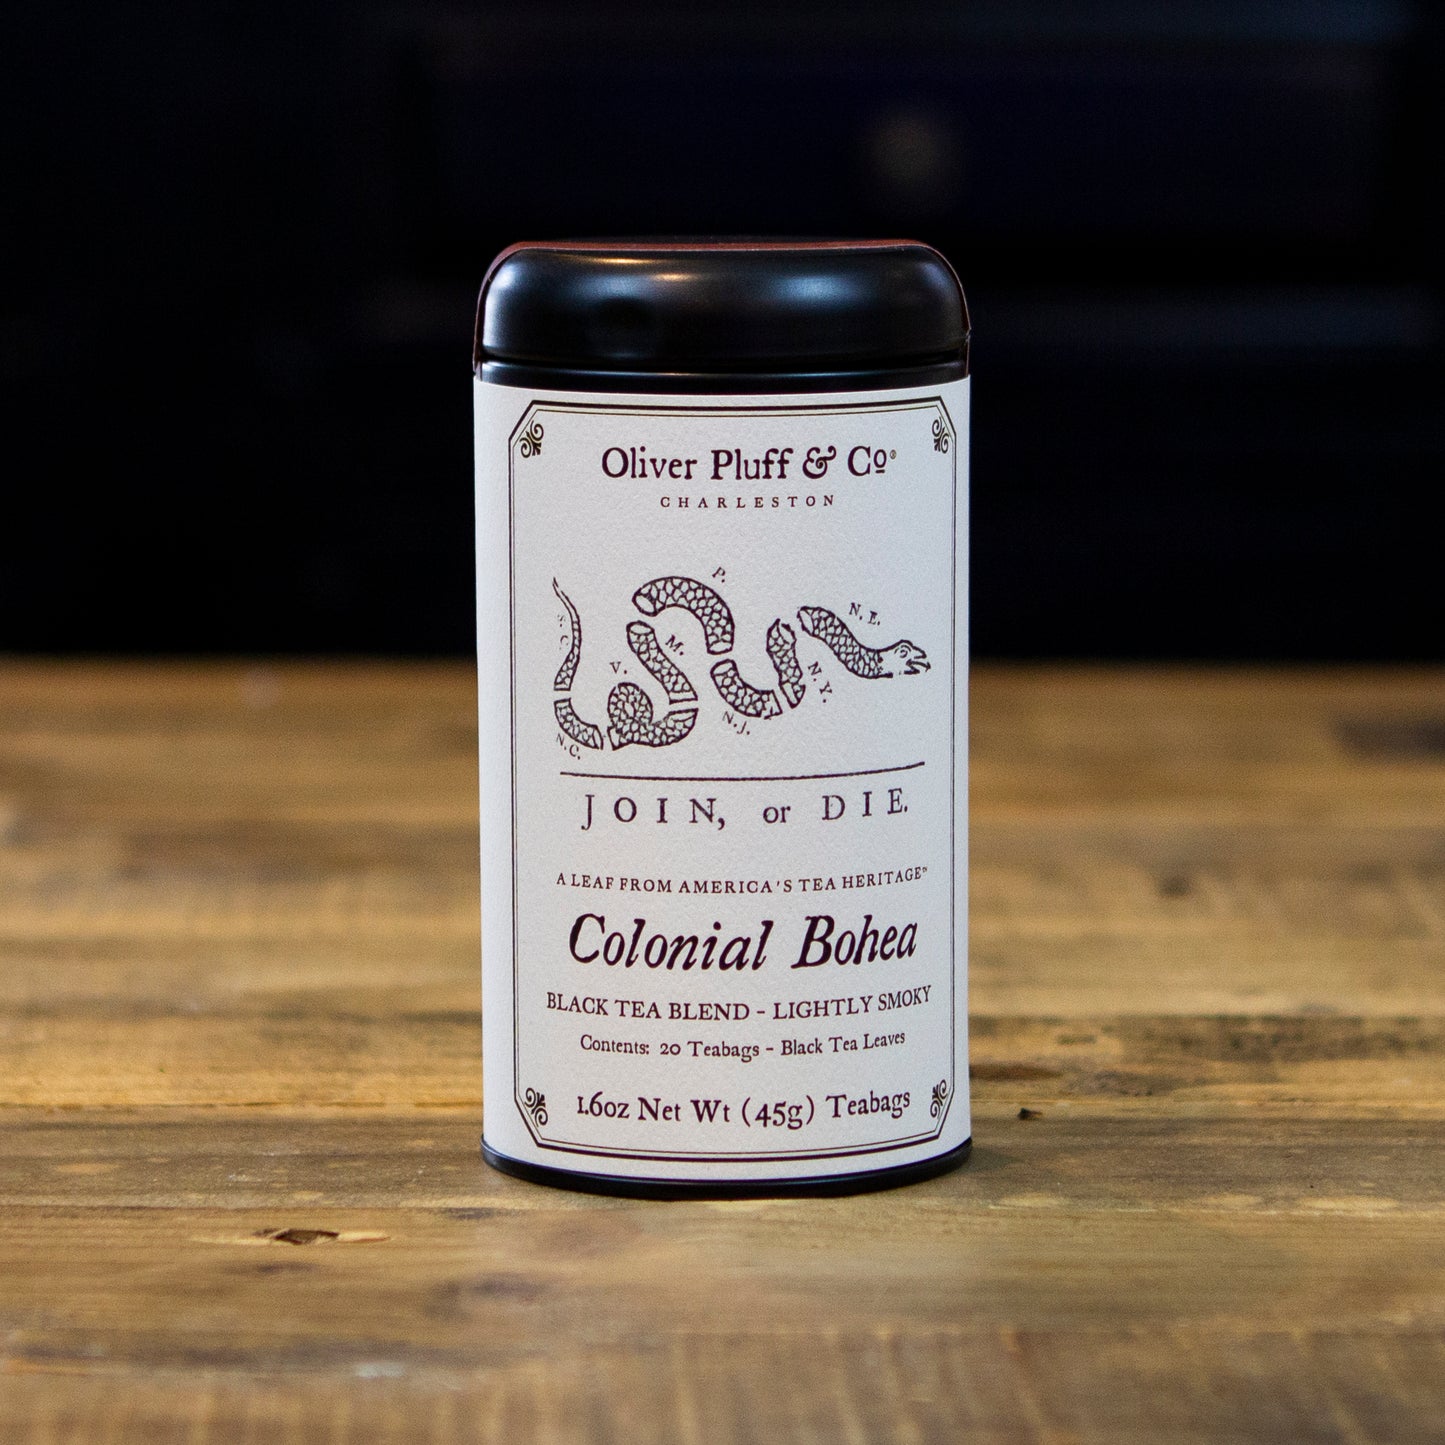 Oliver Pluff & Co®
CHARLESTON
P.
N. E.
S. C.
M.
V.
N.Y.
N.J.
N.C.
JOIN, or DIE.
A LEAF FROM AMERICA'S TEA HERITAGE™
Colonial Bohea
BLACK TEA BLEND - LIGHTLY SMOKY
Contents: 20 Teabags - Black Tea Leaves
1.6oz Net Wt (45g) Teabags